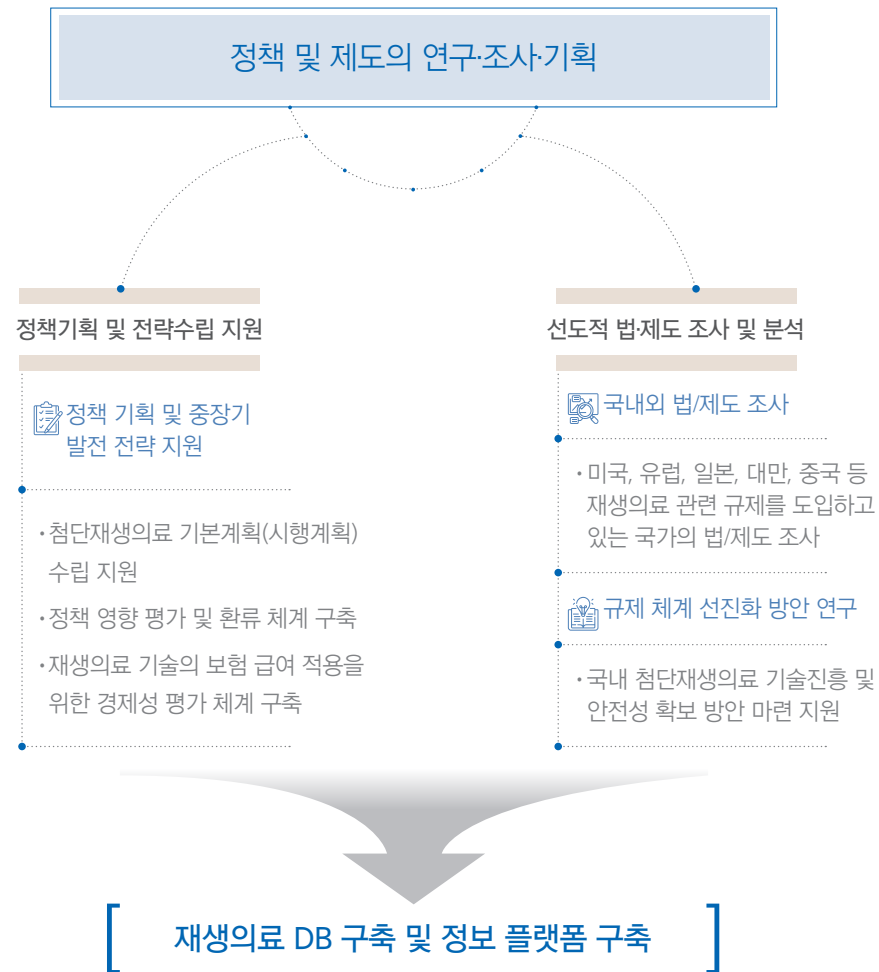 정책 및 제도의 연구·조사·기획
정책기획 및 전략수립 지원
정책 기획 및 중장기
발전 전략 지원
·첨단재생의료 기본계획(시행계획)
수립 지원
·정책 영향 평가 및 환류 체계 구축
·재생의료 기술의 보험 급여 적용을
위한 경제성 평가 체계 구축
선도적 법·제도 조사 및 분석
국내외 법/제도 조사
·미국, 유럽, 일본, 대만, 중국 등
재생의료 관련 규제를 도입하고
있는 국가의 법/제도 조사
규제 체계 선진화 방안 연구
·국내 첨단재생의료 기술진흥 및
안전성 확보 방안 마련 지원
재생의료 DB 구축 및 정보 플랫폼 구축